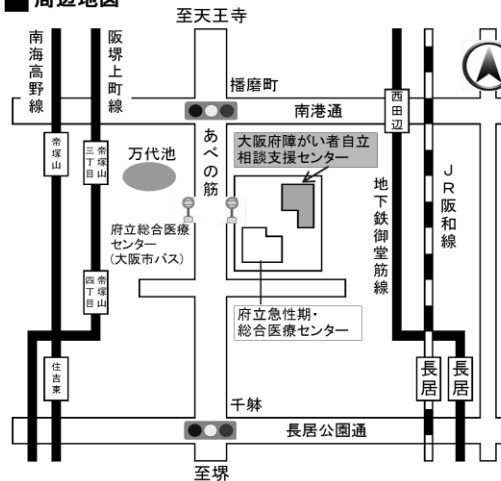 周辺地図
至天王寺
南海高野線
阪堺上町線
播磨町
南港通
西田辺
帝塚山
帝塚山三丁目
万代池
あべの筋
大阪府障がい者自立
相談支援センター
地下鉄御堂筋線
JR阪和線
府立総合医療
センター
(大阪市バス)
帝塚山四丁目
府立急性期・
総合医療センター
住吉東
長居
長居
千躰
長居公園通
至堺